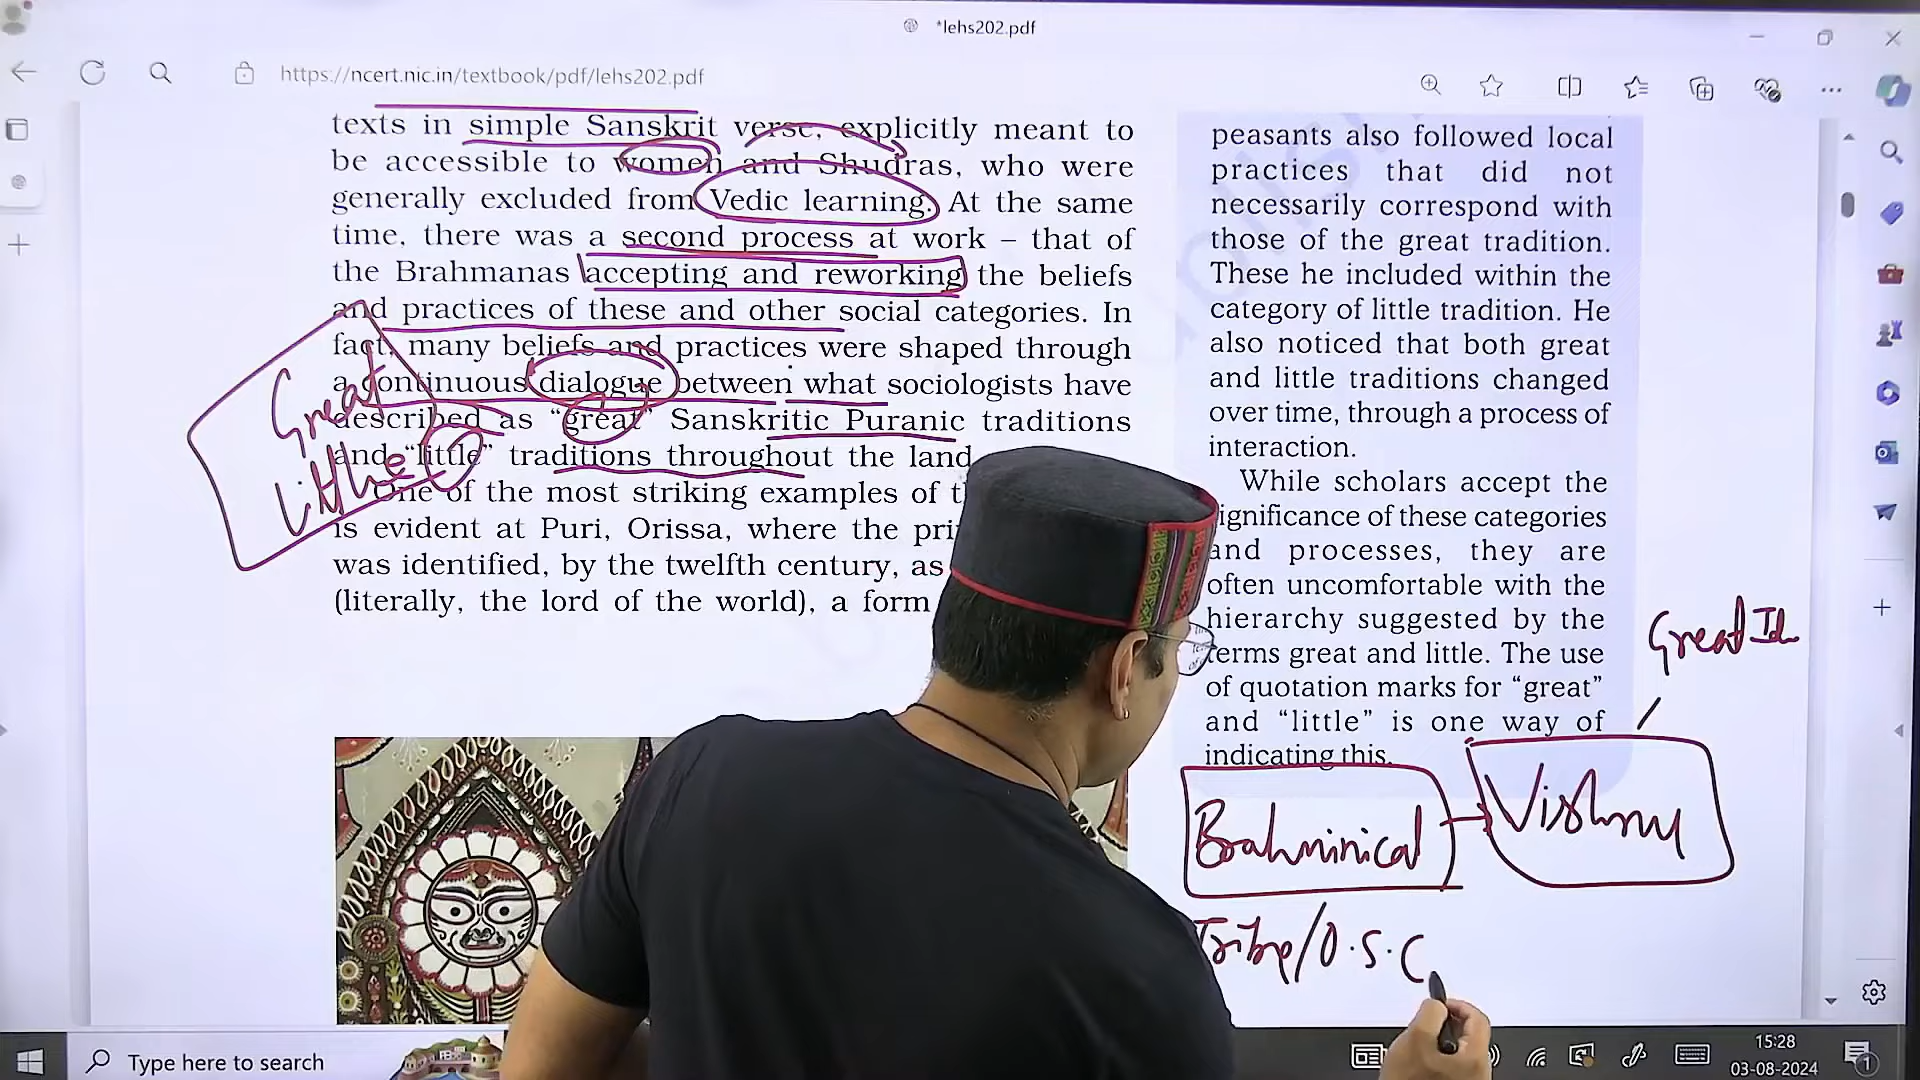 *lehs202.pdf
https://ncert.nic.in/textbook/pdf/lehs202.pdf
texts in simple Sanskrit verse, explicitly meant to
be accessible to women and Shudras, who were
generally excluded from Vedic learning. At the same
time, there was a second process at work – that of
the Brahmanas accepting and reworking the beliefs
and practices of these and other social categories. In
fact, many beliefs and practices were shaped through
a continuous dialogue between what sociologists have
described as “great” Sanskritic Puranic traditions
and “little” traditions throughout the land
One of the most striking examples of
is evident at Puri, Orissa, where the
was identified, by the twelfth century, as
(literally, the lord of the world), a form
Great
Little
peasants also followed local
practices that did not
necessarily correspond with
those of the great tradition.
These he included within the
category of little tradition. He
also noticed that both great
and little traditions changed
over time, through a process of
interaction.
While scholars accept the
significance of these categories
and processes, they are
often uncomfortable with the
hierarchy suggested by the
terms great and little. The use
of quotation marks for “great”
and “little” is one way of
indicating this.
Great
Brahminical
Vishnu
Tribe/O.S.C
Type here to search
15:28
03-08-2024
1